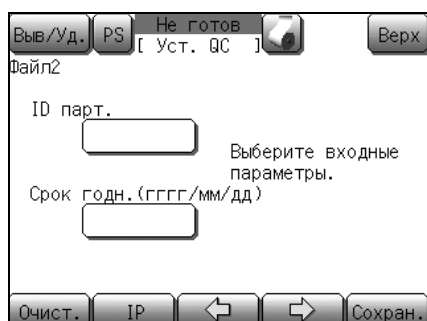 Выв/Уд. PS Не готов Верх
[ Уст. QC ]
Файл2
ID парт.
Выберите входные
параметры.
Срок годн.(гггг/мм/дд)
Очист. IP Сохран.